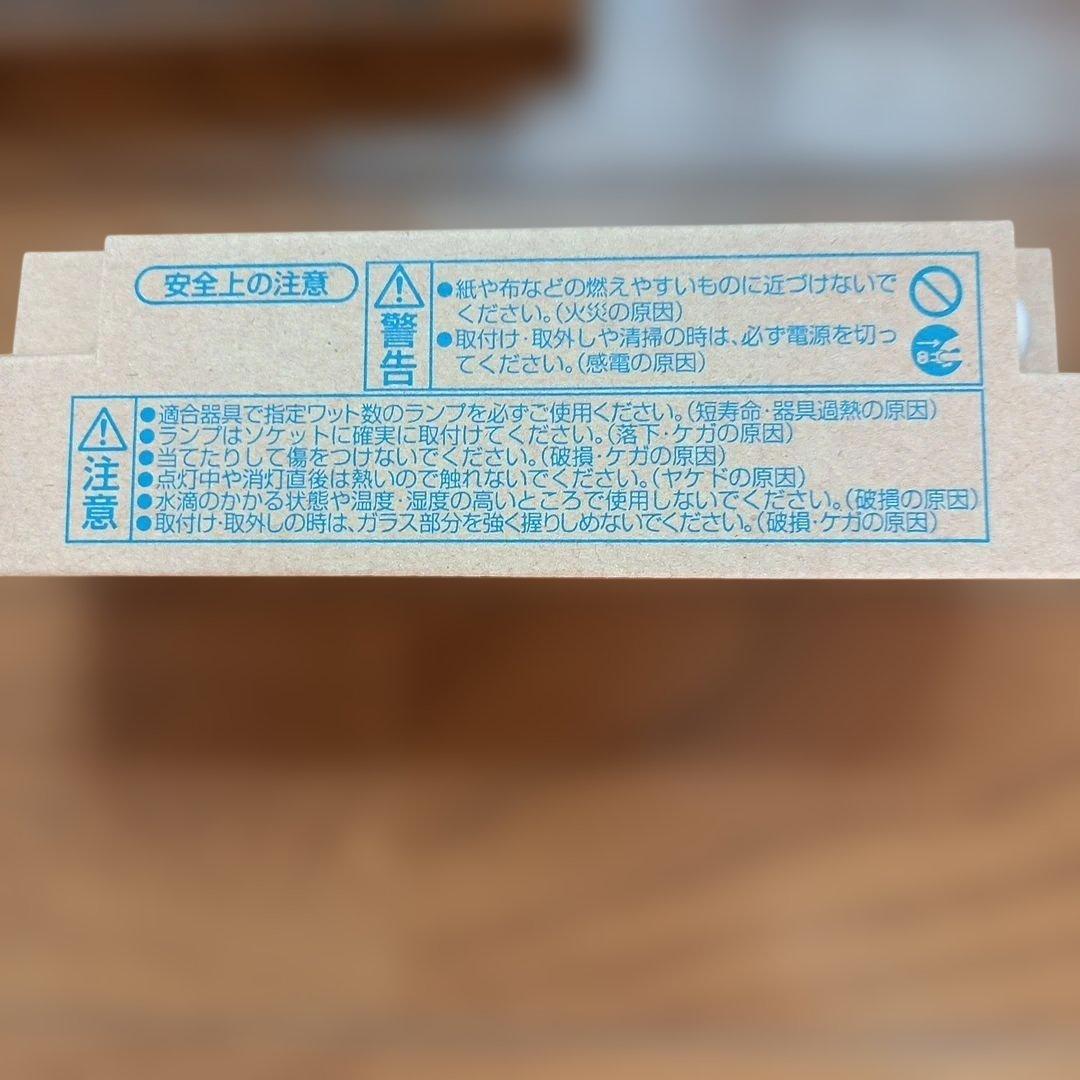 安全上の注意
警告
●紙や布などの燃えやすいものに近づけないで
ください。(火災の原因)
●取付け・取外しや清掃の時は、必ず電源を切っ
てください。(感電の原因)
注意
●適合器具で指定ワット数のランプを必ずご使用ください。(短寿命・器具過熱の原因)
●ランプはソケットに確実に取付けてください。(落下・ケガの原因)
●当てたりして傷をつけないでください。(破損・ケガの原因)
●点灯中や消灯直後は熱いので触れないでください。(ヤケドの原因)
●水滴のかかる状態や温度・湿度の高いところで使用しないでください。(破損の原因)
●取付け・取外しの時は、ガラス部分を強く握りしめないでください。(破損・ケガの原因)